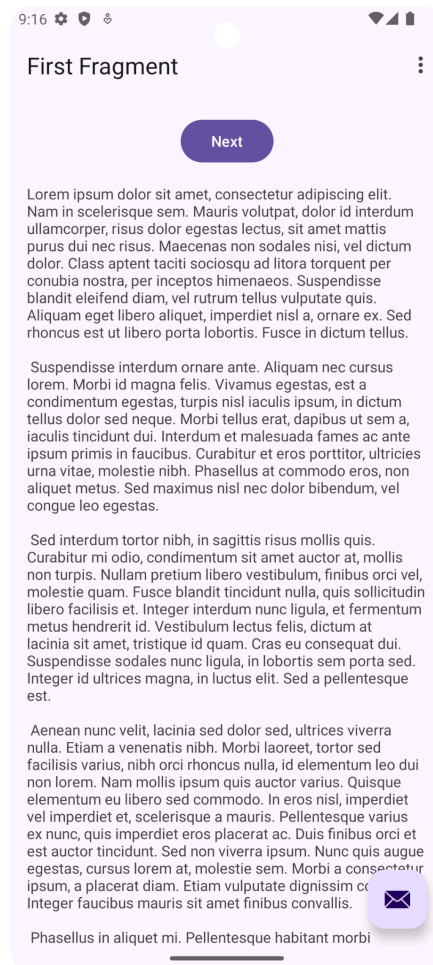 9:16
First Fragment
Next
Lorem ipsum dolor sit amet, consectetur adipiscing elit.
Nam in scelerisque sem. Mauris volutpat, dolor id interdum
ullamcorper, risus dolor egestas lectus, sit amet mattis
purus dui nec risus. Maecenas non sodales nisi, vel dictum
dolor. Class aptent taciti sociosqu ad litora torquent per
conubia nostra, per inceptos himenaeos. Suspendisse
blandit eleifend diam, vel rutrum tellus vulputate quis.
Aliquam eget libero aliquet, imperdiet nisl a, ornare ex. Sed
rhoncus est ut libero porta lobortis. Fusce in dictum tellus.
Suspendisse interdum ornare ante. Aliquam nec cursus
lorem. Morbi id magna felis. Vivamus egestas, est a
condimentum egestas, turpis nisl iaculis ipsum, in dictum
tellus dolor sed neque. Morbi tellus erat, dapibus ut sem a,
iaculis tincidunt dui. Interdum et malesuada fames ac ante
ipsum primis in faucibus. Curabitur et eros porttitor, ultricies
urna vitae, molestie nibh. Phasellus at commodo eros, non
aliquet metus. Sed maximus nisl nec dolor bibendum, vel
congue leo egestas.
Sed interdum tortor nibh, in sagittis risus mollis quis.
Curabitur mi odio, condimentum sit amet auctor at, mollis
non turpis. Nullam pretium libero vestibulum, finibus orci vel,
molestie quam. Fusce blandit tincidunt nulla, quis sollicitudin
libero facilisis et. Integer interdum nunc ligula, et fermentum
metus hendrerit id. Vestibulum lectus felis, dictum at
lacinia sit amet, tristique id quam. Cras eu consequat dui.
Suspendisse sodales nunc ligula, in lobortis sem porta sed.
Integer id ultrices magna, in luctus elit. Sed a pellentesque
est.
Aenean nunc velit, lacinia sed dolor sed, ultrices viverra
nulla. Etiam a venenatis nibh. Morbi laoreet, tortor sed
facilisis varius, nibh orci rhoncus nulla, id elementum leo dui
non lorem. Nam mollis ipsum quis auctor varius. Quisque
elementum eu libero sed commodo. In eros nisl, imperdiet
vel imperdiet et, scelerisque a mauris. Pellentesque varius
ex nunc, quis imperdiet eros placerat ac. Duis finibus orci et
est auctor tincidunt. Sed non viverra ipsum. Nunc quis augue
egestas, cursus lorem at, molestie sem. Morbi a consectetur
ipsum, a placerat diam. Etiam vulputate dignissim
Integer faucibus mauris sit amet finibus convallis.
Phasellus in aliquet mi. Pellentesque habitant morbi